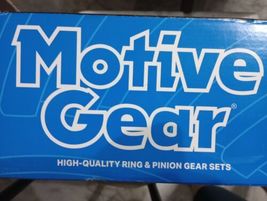 Motive
Gear®
HIGH-QUALITY RING & PINION GEAR SETS